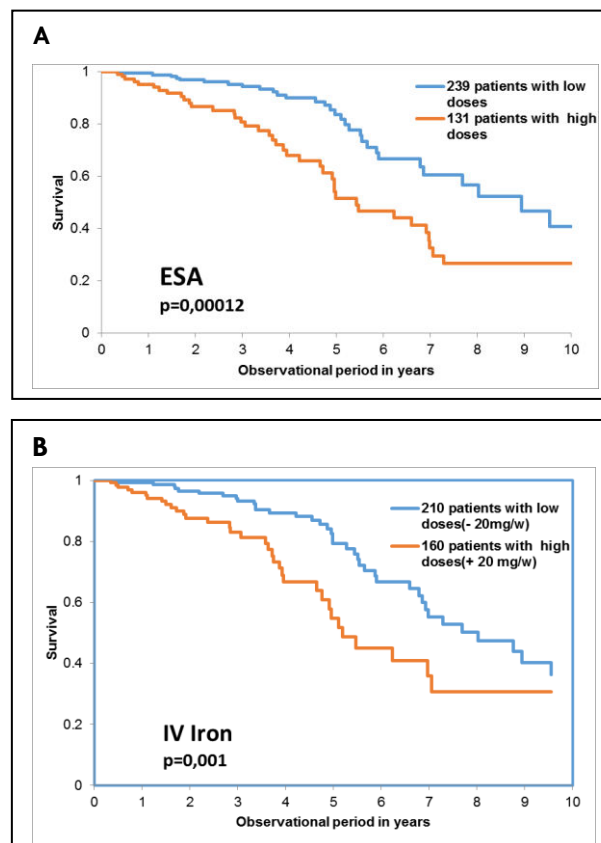 A
1
0.8
0.6
0.4
0.2
0
Survival
239 patients with low
doses
131 patients with  high
doses
ESA
p=0,00012
0 1 2 3 4 5 6 7 8 9 10
Observational period in years
B
1
0.8
0.6
0.4
0.2
0
Survival
210 patients with low
doses(- 20mg/w)
160 patients with  high
doses(+ 20 mg/w)
IV Iron
p=0,001
0 1 2 3 4 5 6 7 8 9 10
Observational period in years